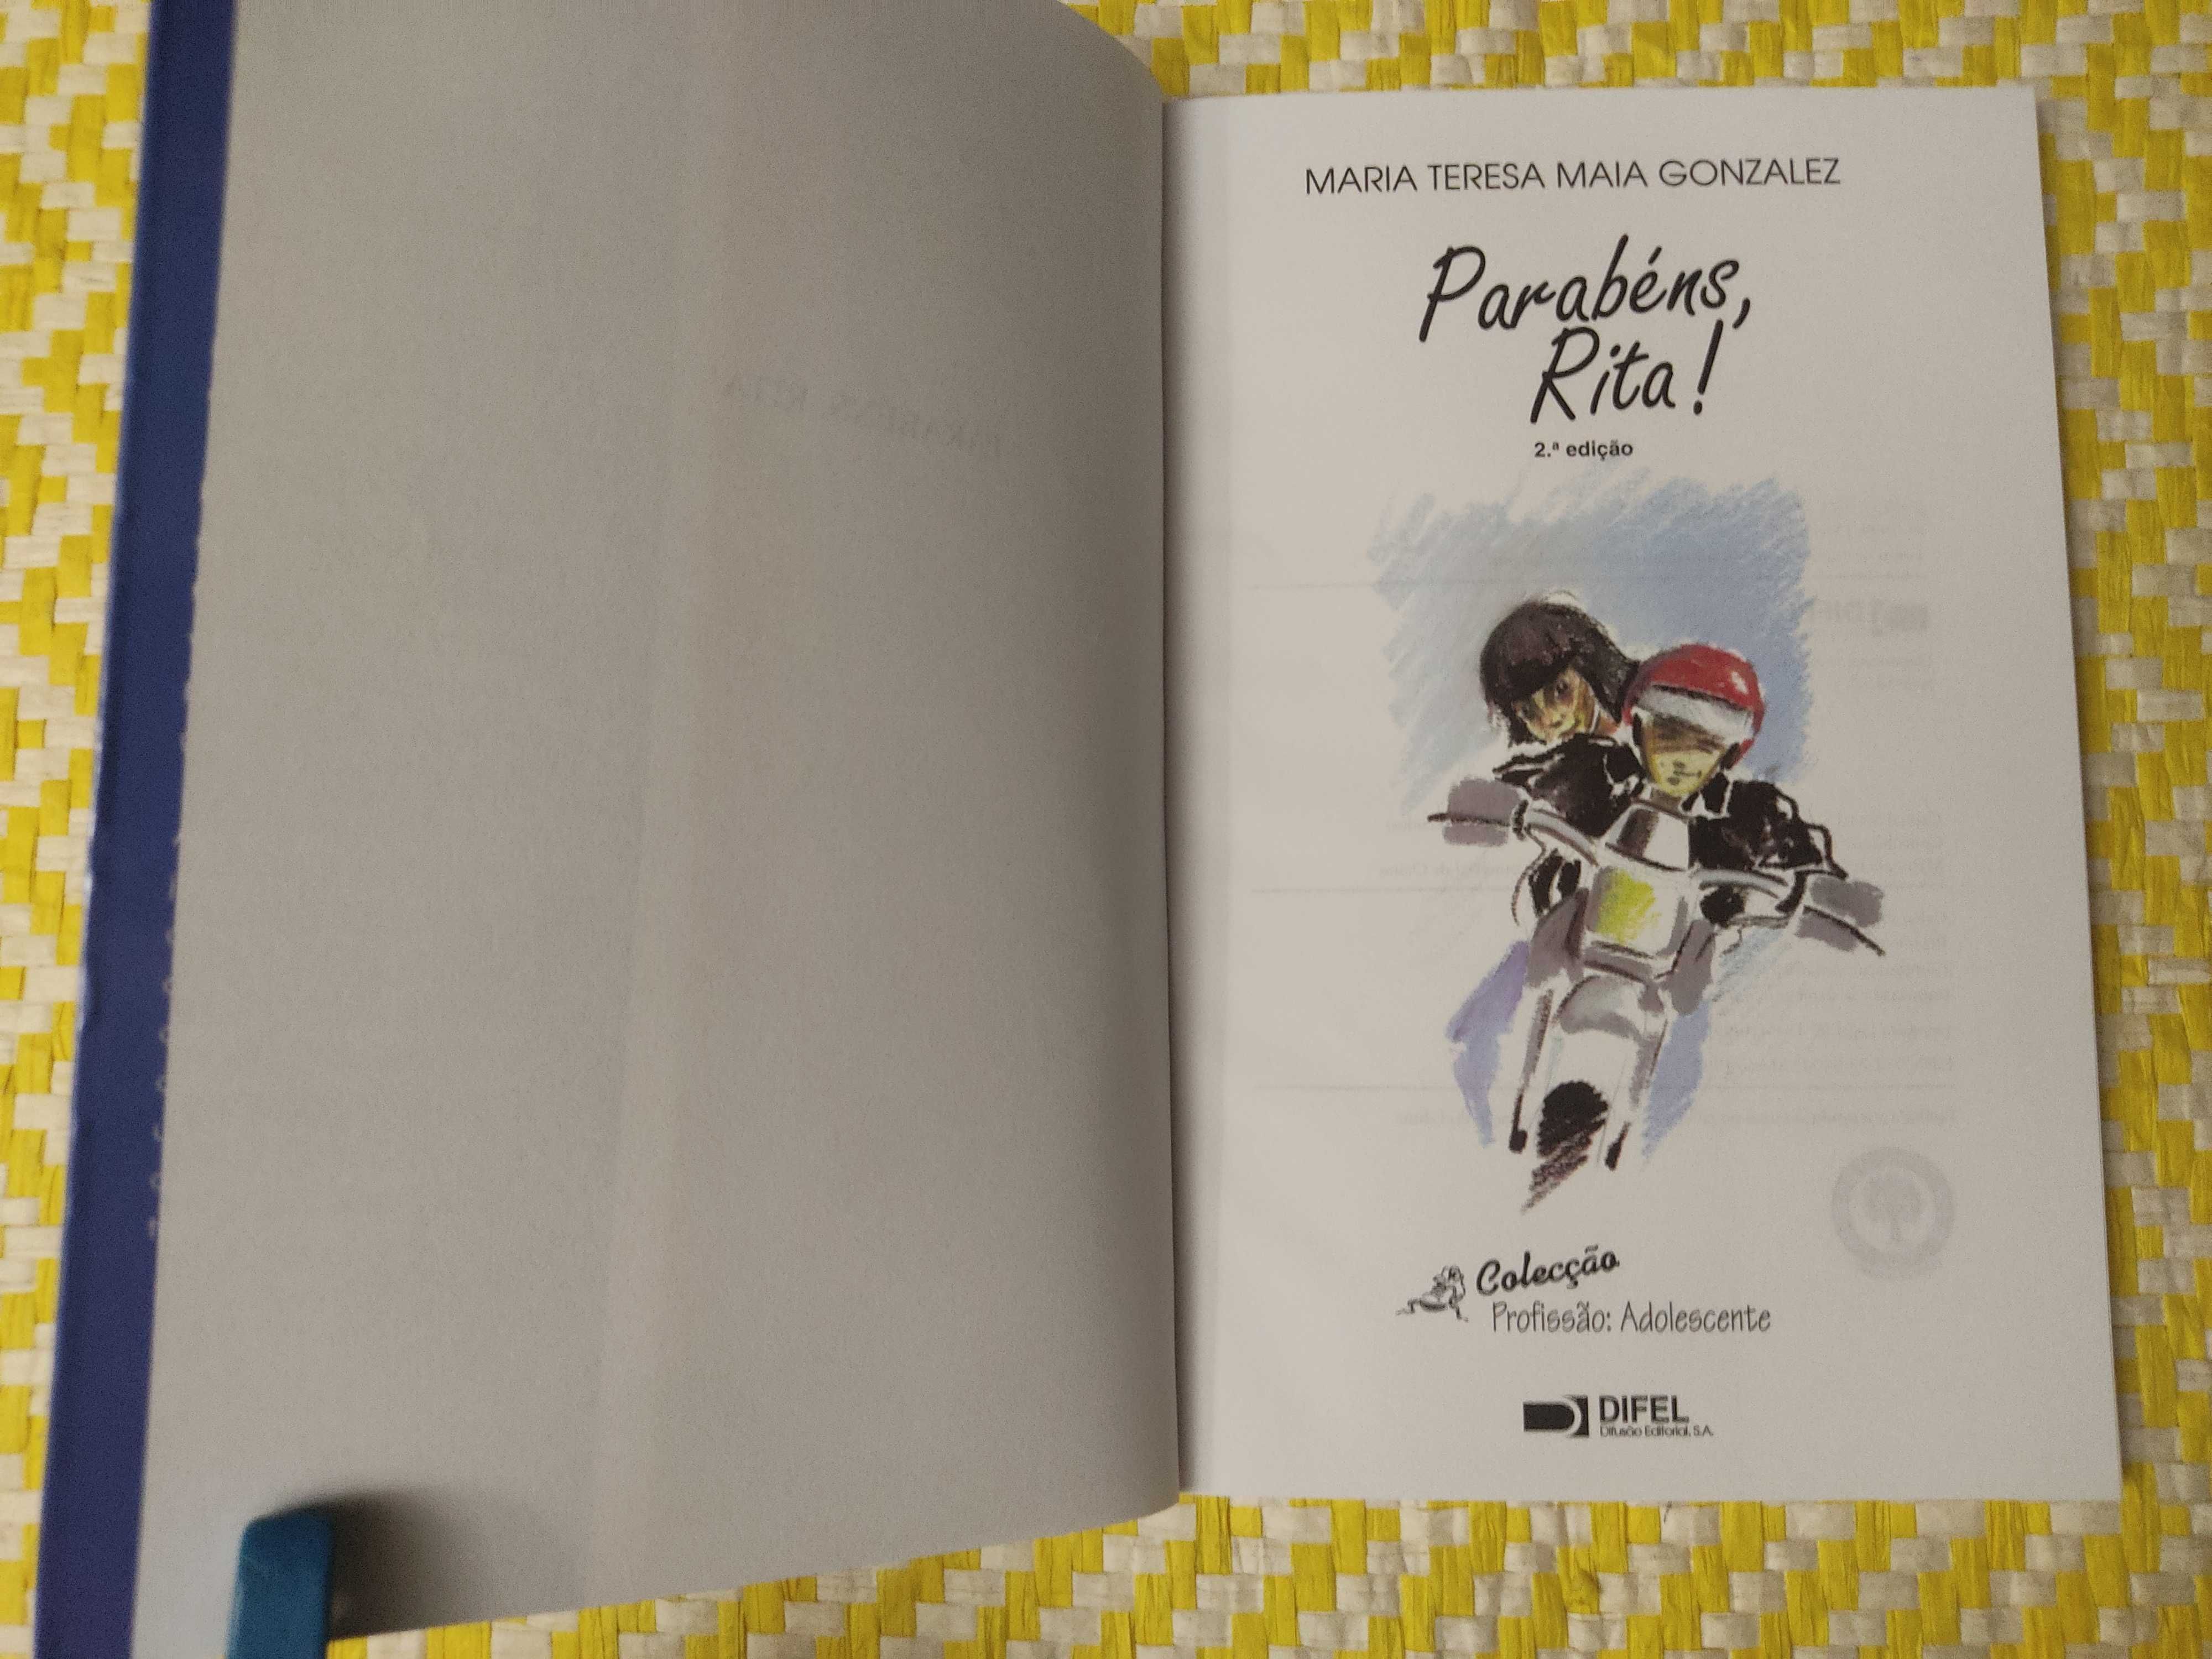 MARIA TERESA MAIA GONZALEZ
Parabéns,
Rita!
2.ª edição
Colecção
Profissão: Adolescente
DIFEL
Difusão Editorial, S.A.